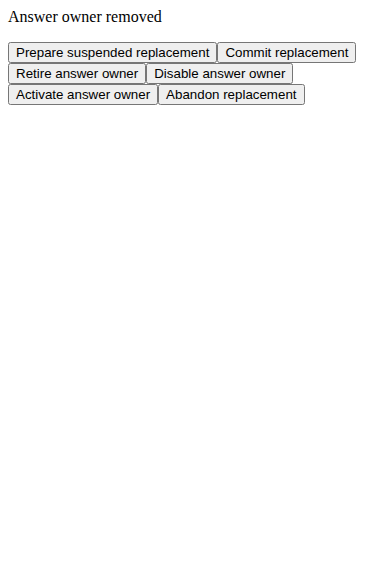 Answer owner removed
Prepare suspended replacement Commit replacement
Retire answer owner Disable answer owner
Activate answer owner Abandon replacement